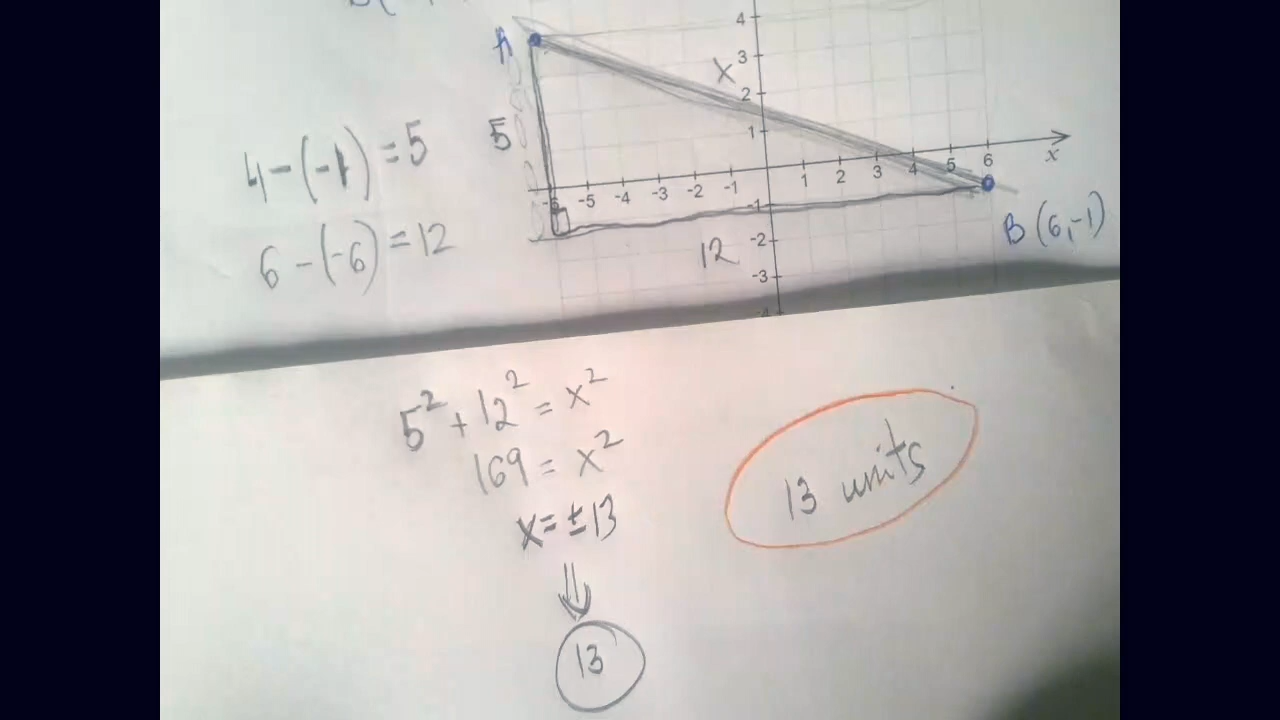 A
4
3
X
2
1
5
4-(-1)=5
-6 -5 -4 -3 -2 -1 1 2 3 4 5 6 x
-1
-2
-3
12
B (6,-1)
6-(-6)=12
5² + 12² = x²
169 = x²
x = ±13
13
13 units